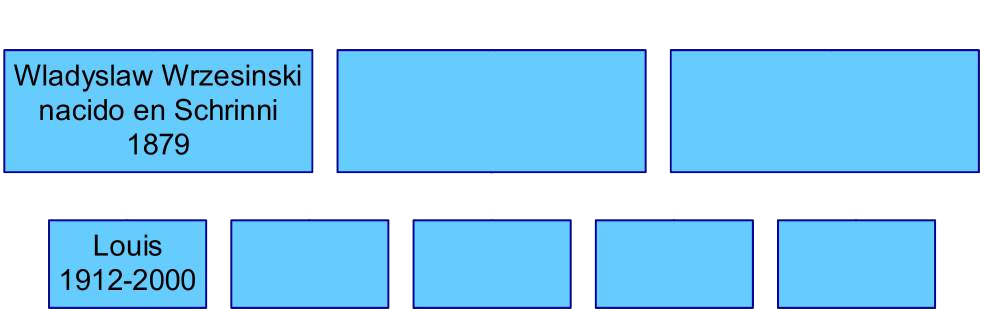 Wladyslaw Wrzesinski
nacido en Schrinni
1879
Louis
1912-2000